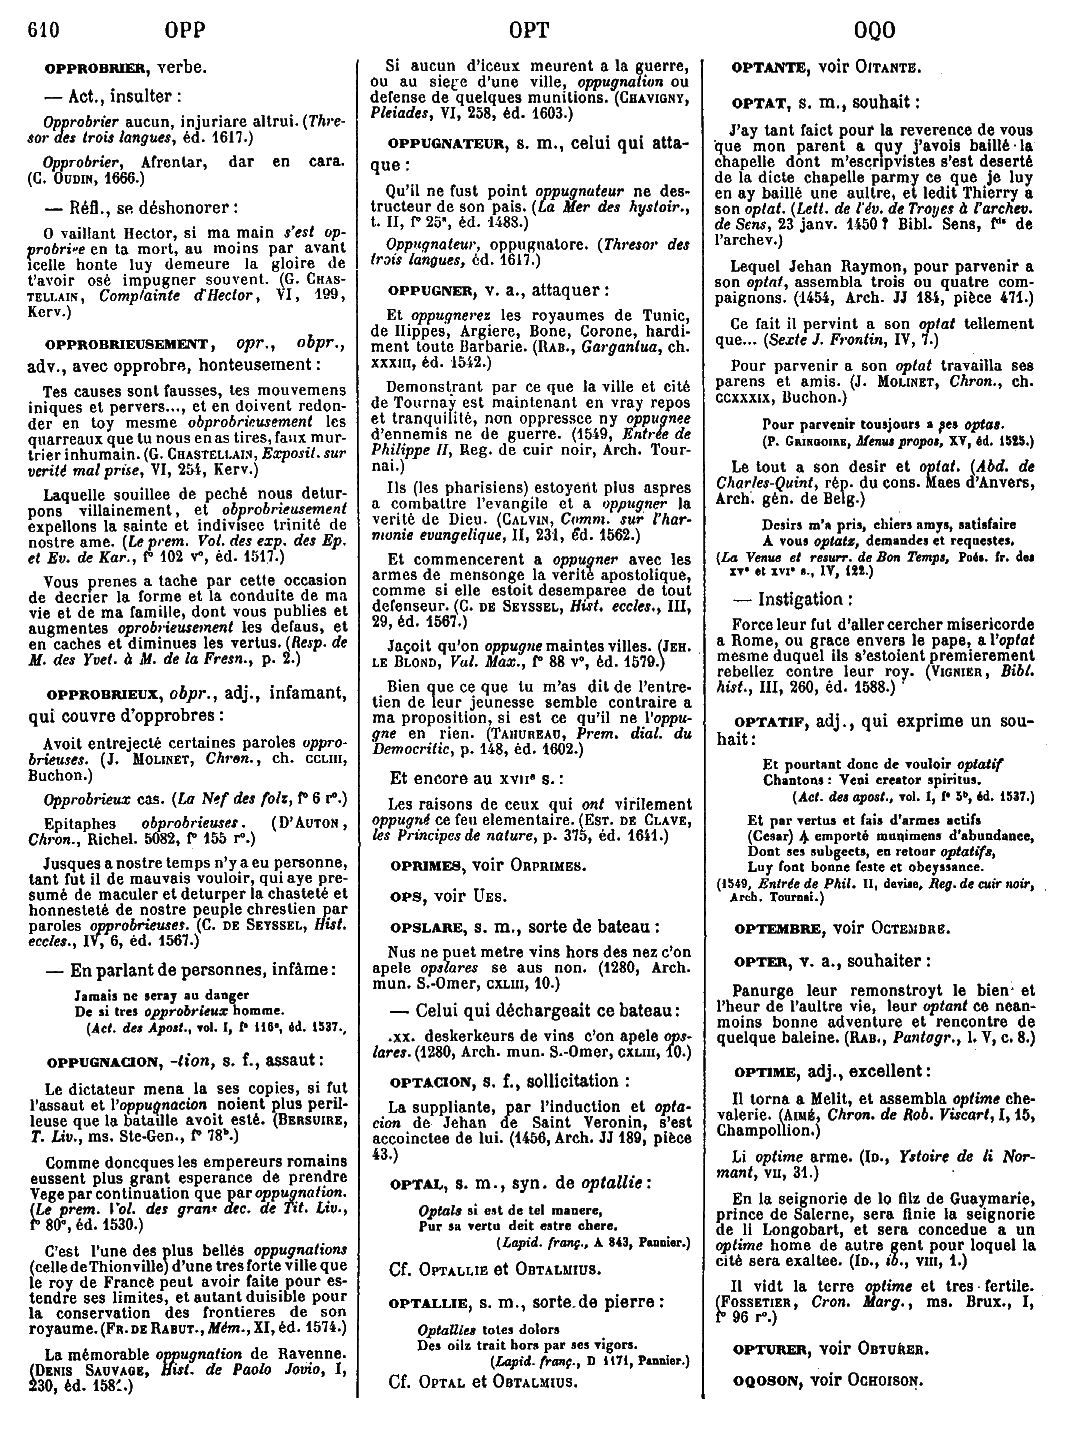 610 OPP OPT OQO
OPPROBRIER, verbe.
— Act., insulter :
Opprobrier aucun, injuriare altrui. (Thre-
sor des trois langues, éd. 1617.)
Opprobrier, Afrentar, dar en cara.
(C. OUDIN, 1666.)
— Réfl., se déshonorer :
O vaillant Hector, si ma main s'est op-
probrie en ta mort, au moins par avant
icelle honte luy demeure la gloire de
t'avoir osé impugner souvent. (G. CHAS-
TELLAIN, Complainte d'Hector, VI, 199,
Kerv.)
OPPROBRIEUSEMENT, opr., obpr.,
adv., avec opprobre, honteusement :
Tes causes sont fausses, tes mouvemens
iniques et pervers..., et en doivent redon-
der en toy mesme obprobrieusement les
quarreaux que tu nous en as tires, faux mur-
trier inhumain. (G. CHASTELLAIN, Exposit. sur
verité mal prise, VI, 254, Kerv.)
Laquelle souillee de peché nous detur-
pons villainement, et obprobrieusement
expellons la sainte et indivisee trinité de
nostre ame. (Le prem. Vol. des exp. des Ep.
et Ev. de Kar., f° 102 v°, éd. 1517.)
Vous prenes a tache par cette occasion
de decrier la forme et la conduite de ma
vie et de ma famille, dont vous publies et
augmentes oprobrieusement les defaus, et
en caches et diminues les vertus. (Resp. de
M. des Yvet. à M. de la Fresn., p. 2.)
OPPROBRIEUX, obpr., adj., infamant,
qui couvre d'opprobres :
Avoit entrejecté certaines paroles oppro-
brieuses. (J. MOLINET, Chron., ch. CCLIII,
Buchon.)
Opprobrieux cas. (La Nef des folz, f° 6 r°.)
Epitaphes obprobrieuses. (D'AUTON,
Chron., Richel. 5082, f° 155 r°.)
Jusques a nostre temps n'y a eu personne,
tant fut il de mauvais vouloir, qui aye pre-
sumé de maculer et deturper la chasteté et
honnesteté de nostre peuple chrestien par
paroles opprobrieuses. (C. DE SEYSSEL, Hist.
eccles., IV, 6, éd. 1567.)
— En parlant de personnes, infâme :
Jamais ne seray au danger
De si tres opprobrieux homme.
(Act. des Apost., vol. I, f° 116ª, éd. 1537.,
OPPUGNACION, -tion, s. f., assaut :
Le dictateur mena la ses copies, si fut
l'assaut et l'oppugnacion noient plus peril-
leuse que la bataille avoit esté. (BERSUIRE,
T. Liv., ms. Ste-Gen., f° 78ᵇ.)
Comme doncques les empereurs romains
eussent plus grant esperance de prendre
Vege par continuation que par oppugnation.
(Le prem. Vol. des grans dec. de Tit. Liv.,
f° 80ᶜ, éd. 1530.)
C'est l'une des plus belles oppugnations
(celle de Thionville) d'une tres forte ville que
le roy de France peut avoir faite pour es-
tendre ses limites, et autant duisible pour
la conservation des frontieres de son
royaume. (FR. DE RABUT., Mém., XI, éd. 1574.)
La mémorable oppugnation de Ravenne.
(DENIS SAUVAGE, Hist. de Paolo Jovio, I,
230, éd. 1581.)
Si aucun d'iceux meurent a la guerre,
ou au siege d'une ville, oppugnation ou
defense de quelques munitions. (CHAVIGNY,
Pleiades, VI, 258, éd. 1603.)
OPPUGNATEUR, s. m., celui qui atta-
que :
Qu'il ne fust point oppugnateur ne des-
tructeur de son pais. (La Mer des hystoir.,
t. II, f° 25ª, éd. 1488.)
Oppugnateur, oppugnatore. (Thresor des
trois langues, éd. 1617.)
OPPUGNER, v. a., attaquer :
Et oppugnerez les royaumes de Tunic,
de Hippes, Argiere, Bone, Corone, hardi-
ment toute Barbarie. (RAB., Gargantua, ch.
XXXIII, éd. 1542.)
Demonstrant par ce que la ville et cité
de Tournay est maintenant en vray repos
et tranquilité, non oppressee ny oppugnee
d'ennemis ne de guerre. (1549, Entrée de
Philippe II, Reg. de cuir noir, Arch. Tour-
nai.)
Ils (les pharisiens) estoyent plus aspres
a combattre l'evangile et a oppugner la
verité de Dieu. (CALVIN, Comm. sur l'har-
monie evangelique, II, 231, éd. 1562.)
Et commencerent a oppugner avec les
armes de mensonge la verité apostolique,
comme si elle estoit desemparee de tout
defenseur. (C. DE SEYSSEL, Hist. eccles., III,
29, éd. 1567.)
Jaçoit qu'on oppugne maintes villes. (JEH.
LE BLOND, Val. Max., f° 88 v°, éd. 1579.)
Bien que ce que tu m'as dit de l'entre-
tien de leur jeunesse semble contraire a
ma proposition, si est ce qu'il ne l'oppu-
gne en rien. (TAHUREAU, Prem. dial. du
Democritic, p. 148, éd. 1602.)
Et encore au XVIIᵉ s. :
Les raisons de ceux qui ont virilement
oppugné ce feu elementaire. (EST. DE CLAVE,
les Principes de nature, p. 375, éd. 1641.)
OPRIMES, voir ORPRIMES.
OPS, voir UES.
OPSLARE, s. m., sorte de bateau :
Nus ne puet metre vins hors des nez c'on
apele opslares se aus non. (1280, Arch.
mun. S.-Omer, CXLIII, 10.)
— Celui qui déchargeait ce bateau :
.XX. deskerkeurs de vins c'on apele ops-
lares. (1280, Arch. mun. S.-Omer, CXLIII, 10.)
OPTACION, s. f., sollicitation :
La suppliante, par l'induction et opta-
cion de Jehan de Saint Veronin, s'est
accoinctee de lui. (1456, Arch. JJ 189, pièce
43.)
OPTAL, s. m., syn. de optallie :
Optals si est de tel manere,
Pur sa vertu deit estre chere.
(Lapid. franç., A 843, Pannier.)
Cf. OPTALLIE et OBTALMIUS.
OPTALLIE, s. m., sorte de pierre :
Optallies totes dolors
Des oilz trait hors par ses vigors.
(Lapid. franç., D 1171, Pannier.)
Cf. OPTAL et OBTALMIUS.
OPTANTE, voir OITANTE.
OPTAT, s. m., souhait :
J'ay tant faict pour la reverence de vous
que mon parent a quy j'avois baillé la
chapelle dont m'escripvistes s'est deserté
de la dicte chapelle parmy ce que je luy
en ay baillé une aultre, et ledit Thierry a
son optat. (Lett. de l'év. de Troyes à l'archev.
de Sens, 23 janv. 1450? Bibl. Sens, fᵈˢ de
l'archev.)
Lequel Jehan Raymon, pour parvenir a
son optat, assembla trois ou quatre com-
paignons. (1454, Arch. JJ 184, pièce 471.)
Ce fait il pervint a son optat tellement
que... (Sexte J. Frontin, IV, 7.)
Pour parvenir a son optat travailla ses
parens et amis. (J. MOLINET, Chron., ch.
CCXXXIX, Buchon.)
Pour parvenir tousjours a ses optas.
(P. GRINGOIRE, Menus propos, XV, éd. 1525.)
Le tout a son desir et optat. (Abd. de
Charles-Quint, rép. du cons. Maes d'Anvers,
Arch. gén. de Belg.)
Desirs m'a pris, chiers amys, satisfaire
A vous optatz, demandes et requestes.
(La Venue et resurr. de Bon Temps, Poés. fr. des
XVᵉ et XVIᵉ s., IV, 122.)
— Instigation :
Force leur fut d'aller cercher misericorde
a Rome, ou grace envers le pape, a l'optat
mesme duquel ils s'estoient premierement
rebellez contre leur roy. (VIGNIER, Bibl.
hist., III, 260, éd. 1588.)
OPTATIF, adj., qui exprime un sou-
hait :
Et pourtant donc de vouloir optatif
Chantons : Veni creator spiritus.
(Act. des apost., vol. I, f° 5ᵇ, éd. 1537.)
Et par vertus et fais d'armes actifs
(Cesar) A emporté munimens d'abundance,
Dont ses subgects, en retour optatifs,
Luy font bonne feste et obeyssance.
(1549, Entrée de Phil. II, devise, Reg. de cuir noir,
Arch. Tournai.)
OPTEMBRE, voir OCTEMBRE.
OPTER, v. a., souhaiter :
Panurge leur remonstroyt le bien et
l'heur de l'aultre vie, leur optant ce nean-
moins bonne adventure et rencontre de
quelque baleine. (RAB., Pantagr., l. V, c. 8.)
OPTIME, adj., excellent :
Il torna a Melit, et assembla optime che-
valerie. (AIMÉ, Chron. de Rob. Viscart, I, 15,
Champollion.)
Li optime arme. (ID., Ystoire de li Nor-
mant, VII, 31.)
En la seignorie de lo filz de Guaymarie,
prince de Salerne, sera finie la seignorie
de li Longobart, et sera concedue a un
optime home de autre gent pour loquel la
cité sera exaltee. (ID., ib., VIII, 1.)
Il vidt la terre optime et tres fertile.
(FOSSETIER, Cron. Marg., ms. Brux., I,
f° 96 r°.)
OPTURER, voir OBTURER.
OQOSON, voir OCHOISON.